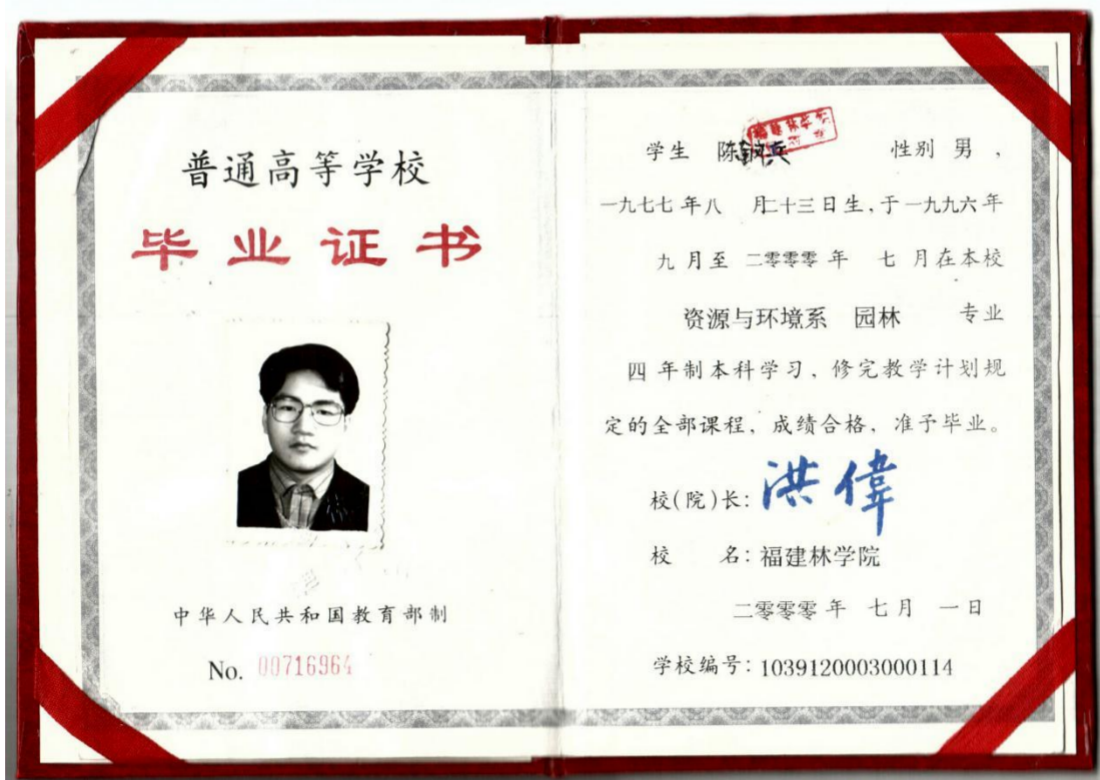 普通高等学校
毕业证书
中华人民共和国教育部制
No. 00716964
学生 陈 性别 男,
一九七七年八 月二十三日生,于一九九六年
九月至 二零零零年 七 月在本校
资源与环境系 园林 专业
四 年制本科学习,修完教学计划规
定的全部课程,成绩合格,准予毕业。
校(院)长:洪偉
校 名:福建林学院
二零零零年 七月 一日
学校编号:1039120003000114